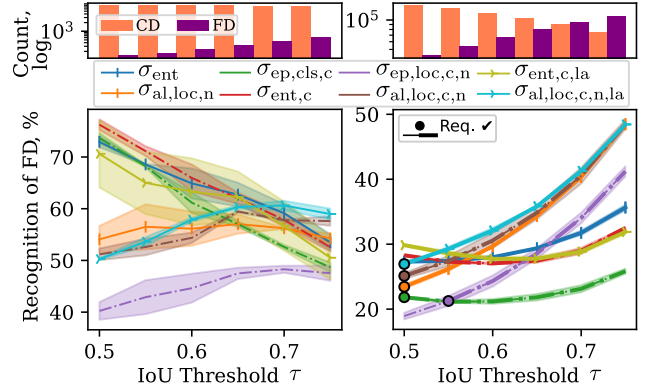 Count, log
10³
CD FD
10⁵
σent σep,cls,c σep,loc,c,n σent,c,la
σal,loc,n σent,c σal,loc,c,n σal,loc,c,n,la
Recognition of FD, %
70
60
50
40
50
40
30
20
Req. ✔
0.5 0.6 0.7
0.5 0.6 0.7
IoU Threshold τ
IoU Threshold τ